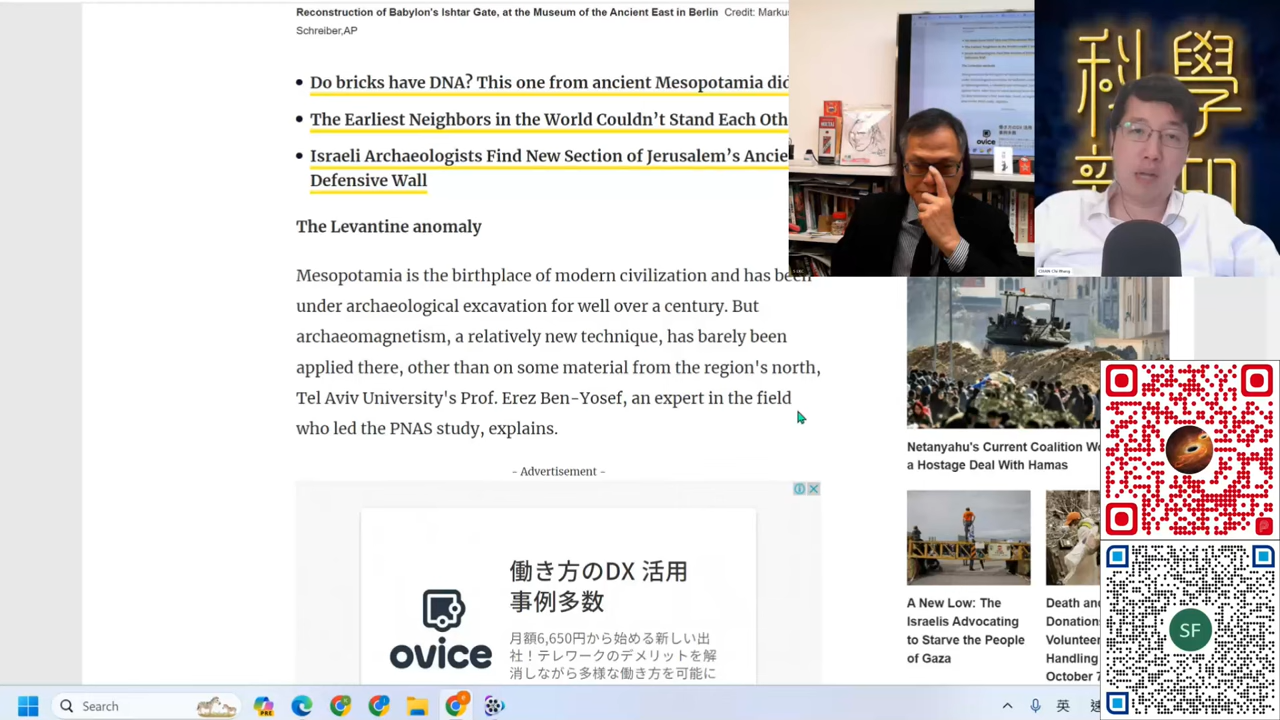 Reconstruction of Babylon's Ishtar Gate, at the Museum of the Ancient East in Berlin Credit: Markus
Schreiber,AP
Do bricks have DNA? This one from ancient Mesopotamia did
The Earliest Neighbors in the World Couldn't Stand Each Oth
Israeli Archaeologists Find New Section of Jerusalem's Ancie
Defensive Wall
The Levantine anomaly
Mesopotamia is the birthplace of modern civilization and has been
under archaeological excavation for well over a century. But
archaeomagnetism, a relatively new technique, has barely been
applied there, other than on some material from the region's north,
Tel Aviv University's Prof. Erez Ben-Yosef, an expert in the field
who led the PNAS study, explains.
- Advertisement -
働き方のDX 活用
事例多数
月額6,650円から始める新しい出
社！テレワークのデメリットを解
消しながら多様な働き方を可能に
ovice
科學
Netanyahu's Current Coalition Wo
a Hostage Deal With Hamas
A New Low: The
Israelis Advocating
to Starve the People
of Gaza
Death and
Donations
Volunteer
Handling
October 7
SF
Search
PRE
英